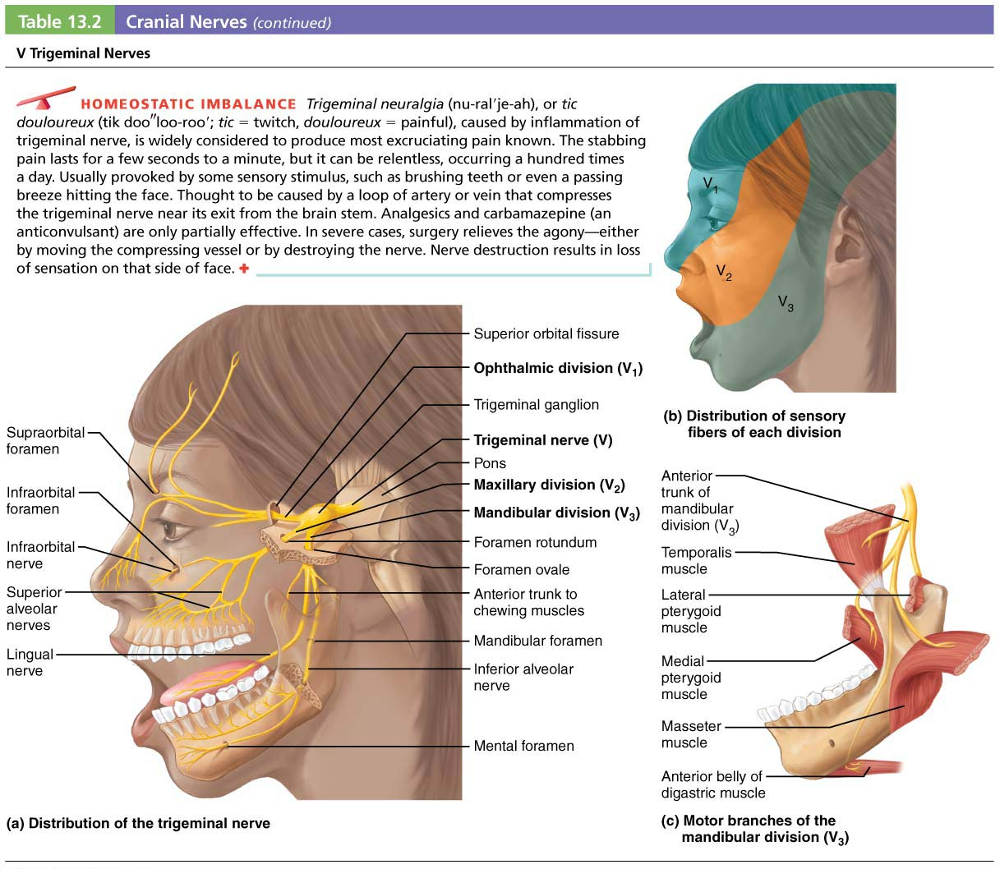 Table 13.2 Cranial Nerves (continued)
V Trigeminal Nerves
HOMEOSTATIC IMBALANCE Trigeminal neuralgia (nu-ral′je-ah), or tic
douloureux (tik doo″loo-roo′; tic = twitch, douloureux = painful), caused by inflammation of
trigeminal nerve, is widely considered to produce most excruciating pain known. The stabbing
pain lasts for a few seconds to a minute, but it can be relentless, occurring a hundred times
a day. Usually provoked by some sensory stimulus, such as brushing teeth or even a passing
breeze hitting the face. Thought to be caused by a loop of artery or vein that compresses
the trigeminal nerve near its exit from the brain stem. Analgesics and carbamazepine (an
anticonvulsant) are only partially effective. In severe cases, surgery relieves the agony—either
by moving the compressing vessel or by destroying the nerve. Nerve destruction results in loss
of sensation on that side of face.
V1
V2
V3
(b) Distribution of sensory
fibers of each division
Supraorbital
foramen
Infraorbital
foramen
Infraorbital
nerve
Superior
alveolar
nerves
Lingual
nerve
Superior orbital fissure
Ophthalmic division (V1)
Trigeminal ganglion
Trigeminal nerve (V)
Pons
Maxillary division (V2)
Mandibular division (V3)
Foramen rotundum
Foramen ovale
Anterior trunk to
chewing muscles
Mandibular foramen
Inferior alveolar
nerve
Mental foramen
(a) Distribution of the trigeminal nerve
Anterior
trunk of
mandibular
division (V3)
Temporalis
muscle
Lateral
pterygoid
muscle
Medial
pterygoid
muscle
Masseter
muscle
Anterior belly of
digastric muscle
(c) Motor branches of the
mandibular division (V3)